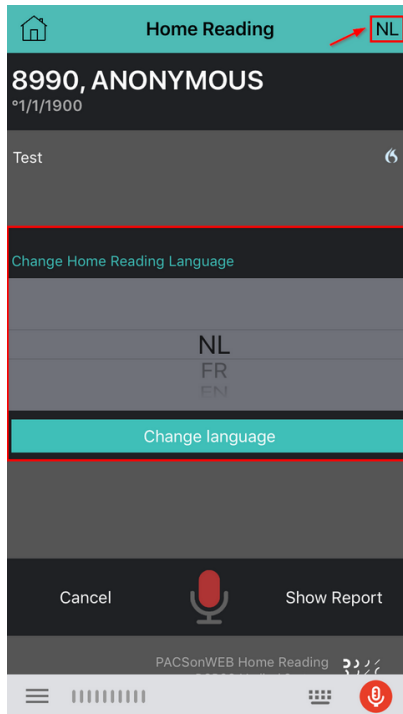 Home Reading
NL
8990, ANONYMOUS
°1/1/1900
Test
Change Home Reading Language
NL
FR
EN
Change language
Cancel
Show Report
PACSonWEB Home Reading